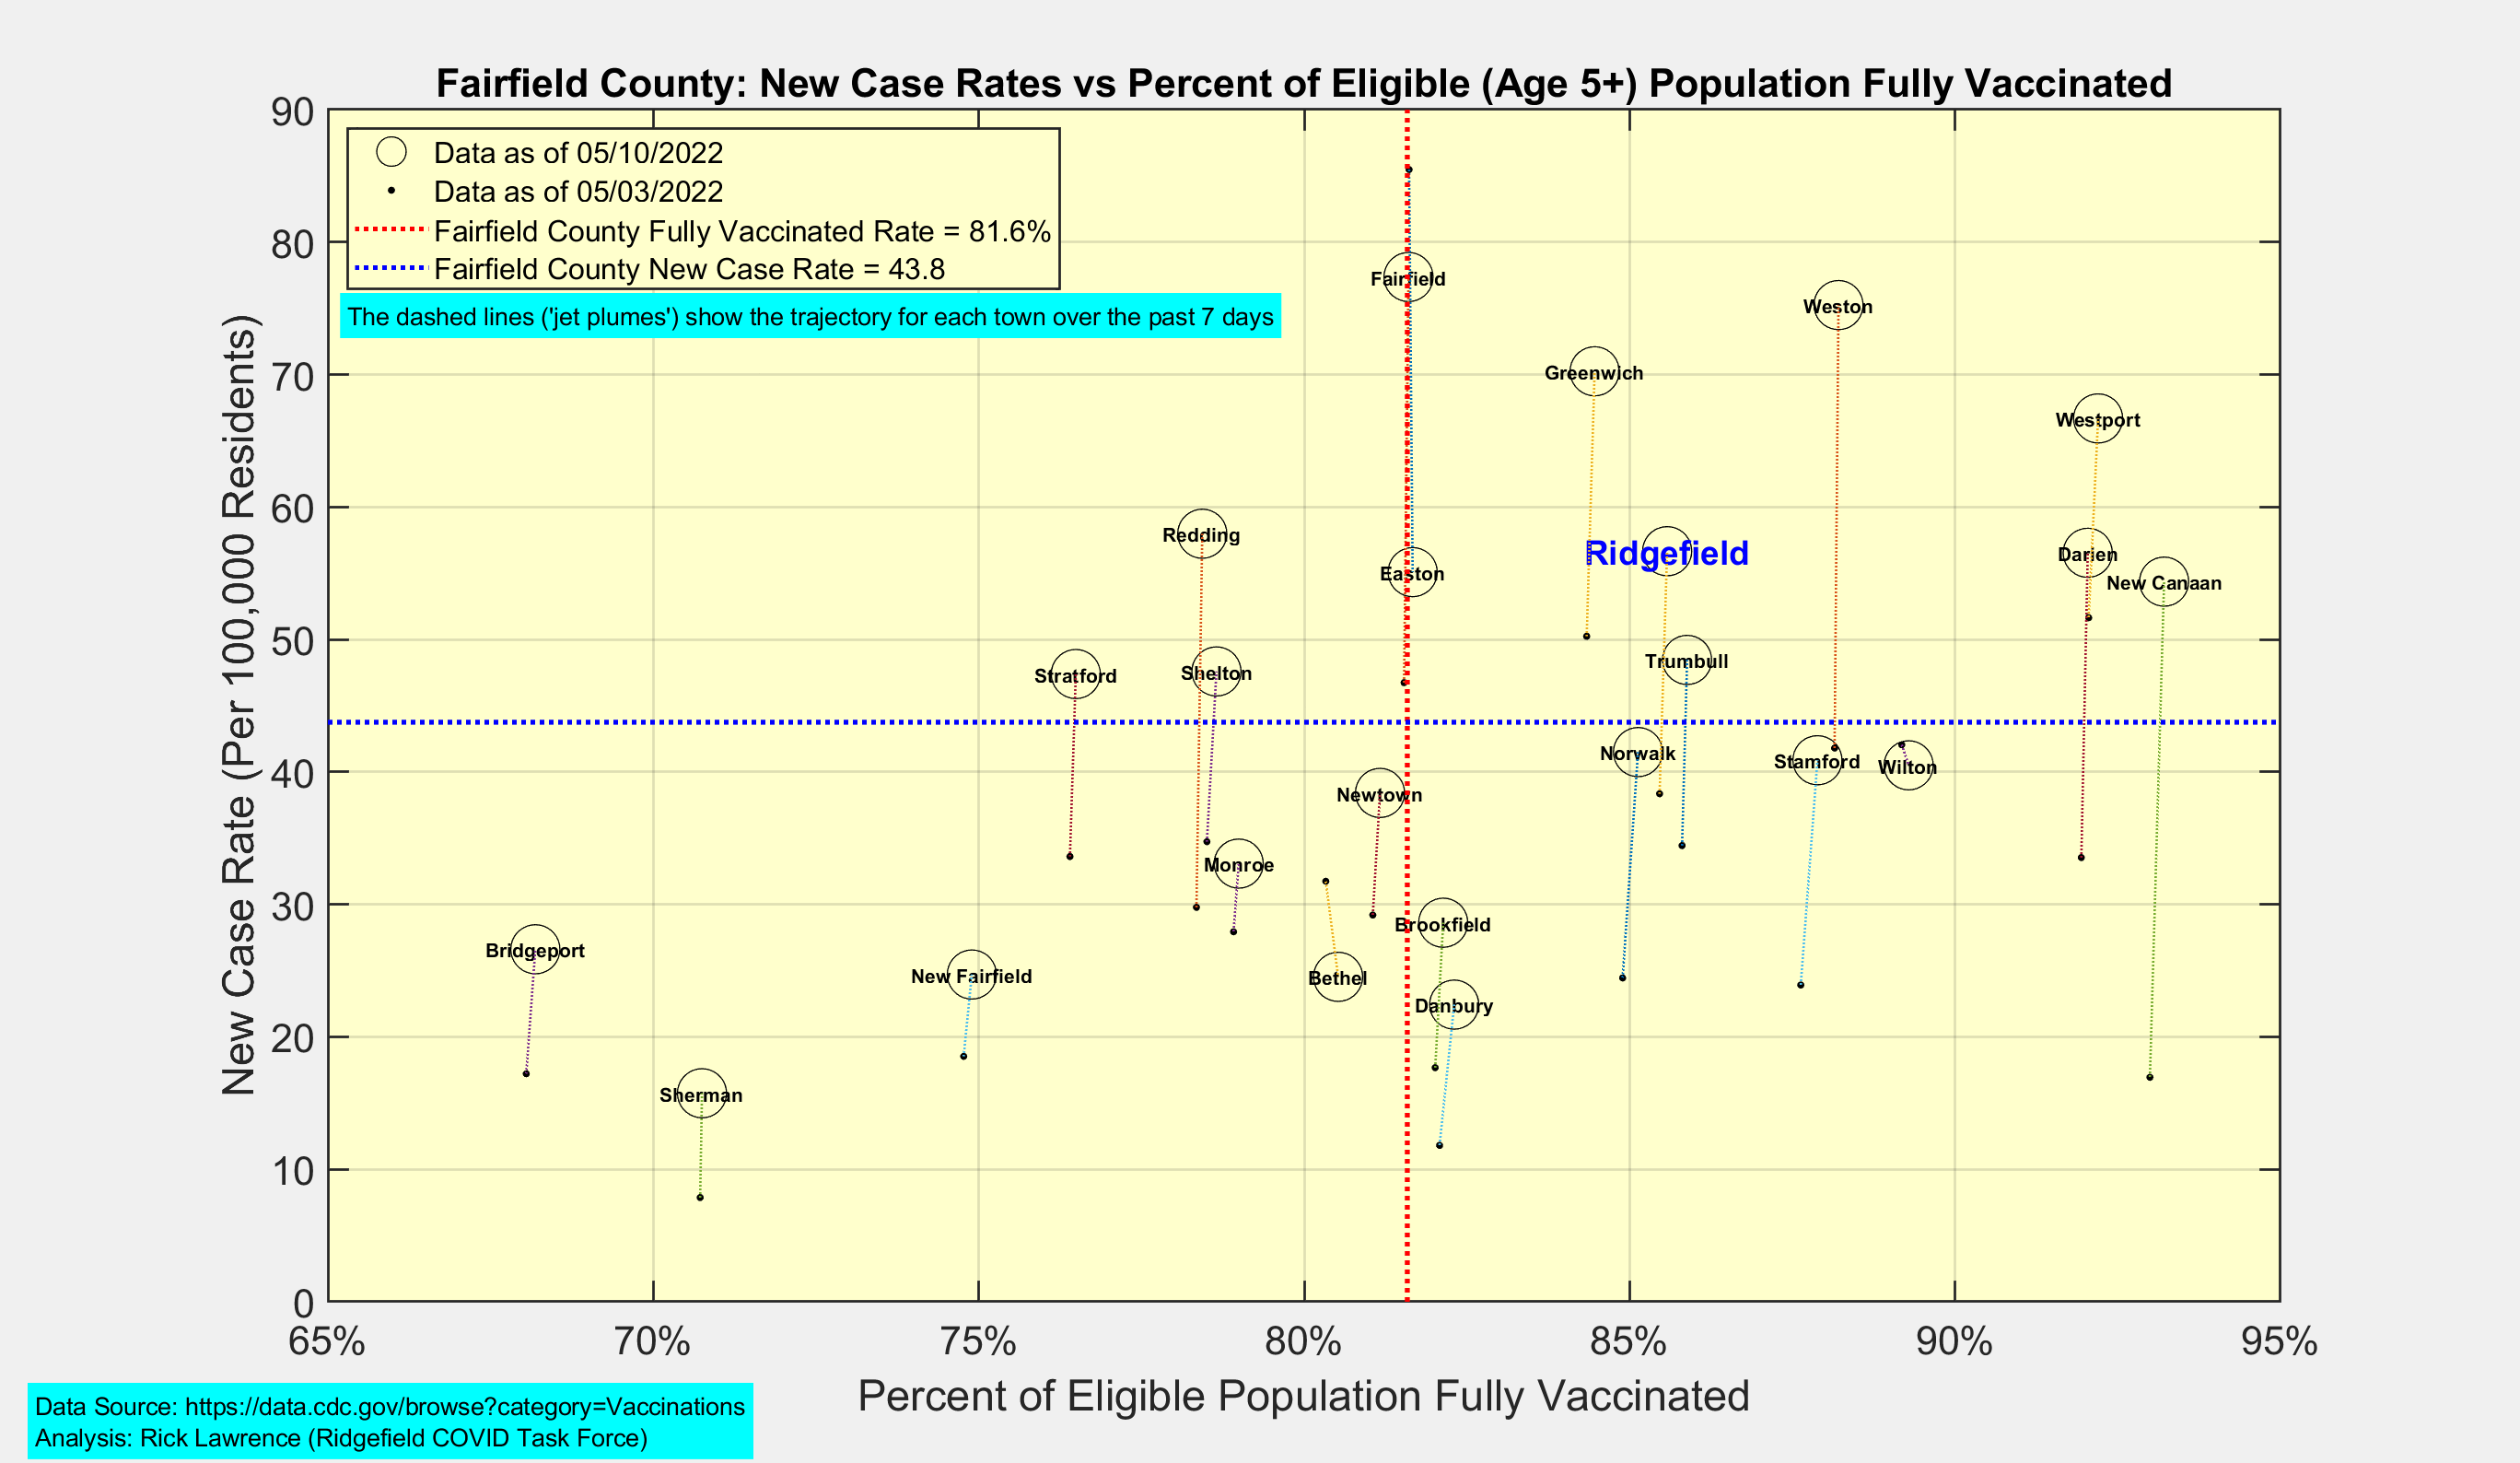 Fairfield County: New Case Rates vs Percent of Eligible (Age 5+) Population Fully Vaccinated
90
80
70
60
50
40
30
20
10
0
New Case Rate (Per 100,000 Residents)
Data as of 05/10/2022
Data as of 05/03/2022
Fairfield County Fully Vaccinated Rate = 81.6%
Fairfield County New Case Rate = 43.8
The dashed lines ('jet plumes') show the trajectory for each town over the past 7 days
Fairfield
Weston
Greenwich
Westport
Redding
Ridgefield
Darien
Easton
New Canaan
Trumbull
Shelton
Stratford
Norwalk
Stamford
Wilton
Newtown
Monroe
Brookfield
Bridgeport
New Fairfield
Bethel
Danbury
Sherman
65%
70%
75%
80%
85%
90%
95%
Percent of Eligible Population Fully Vaccinated
Data Source: https://data.cdc.gov/browse?category=Vaccinations
Analysis: Rick Lawrence (Ridgefield COVID Task Force)